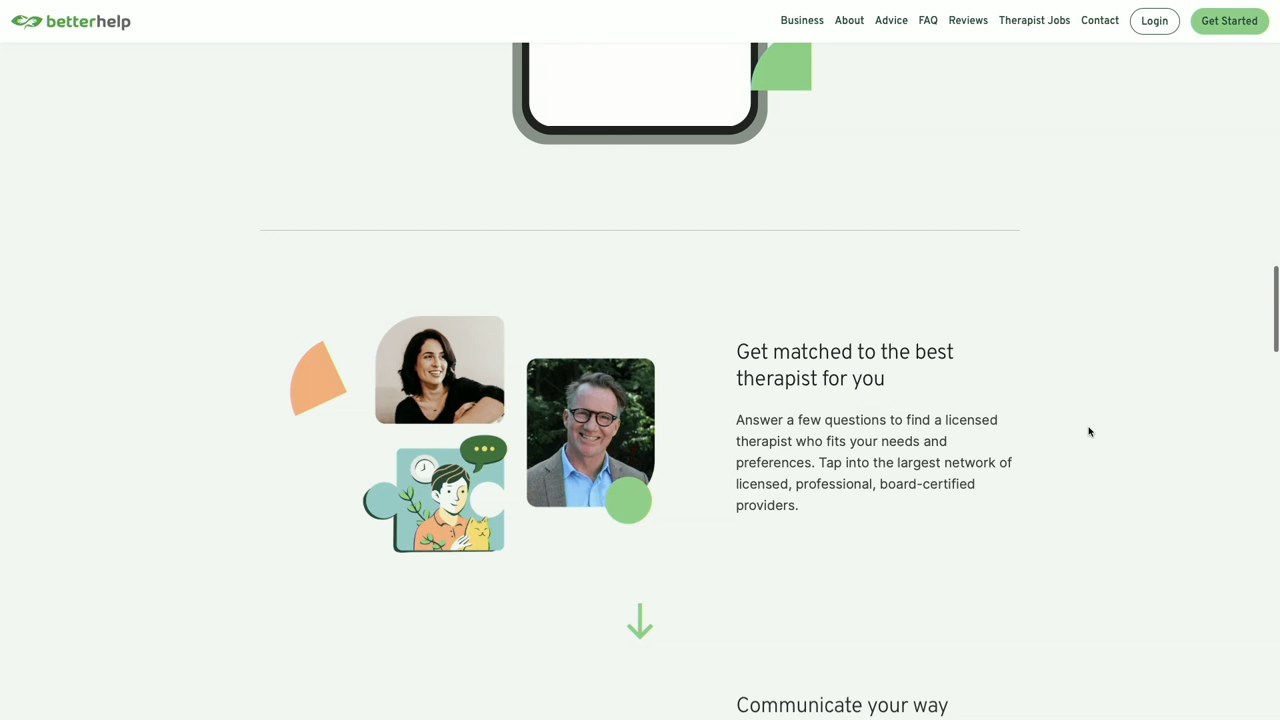 betterhelp
Business About Advice FAQ Reviews Therapist Jobs Contact Login Get Started
Get matched to the best
therapist for you
Answer a few questions to find a licensed
therapist who fits your needs and
preferences. Tap into the largest network of
licensed, professional, board-certified
providers.
Communicate your way